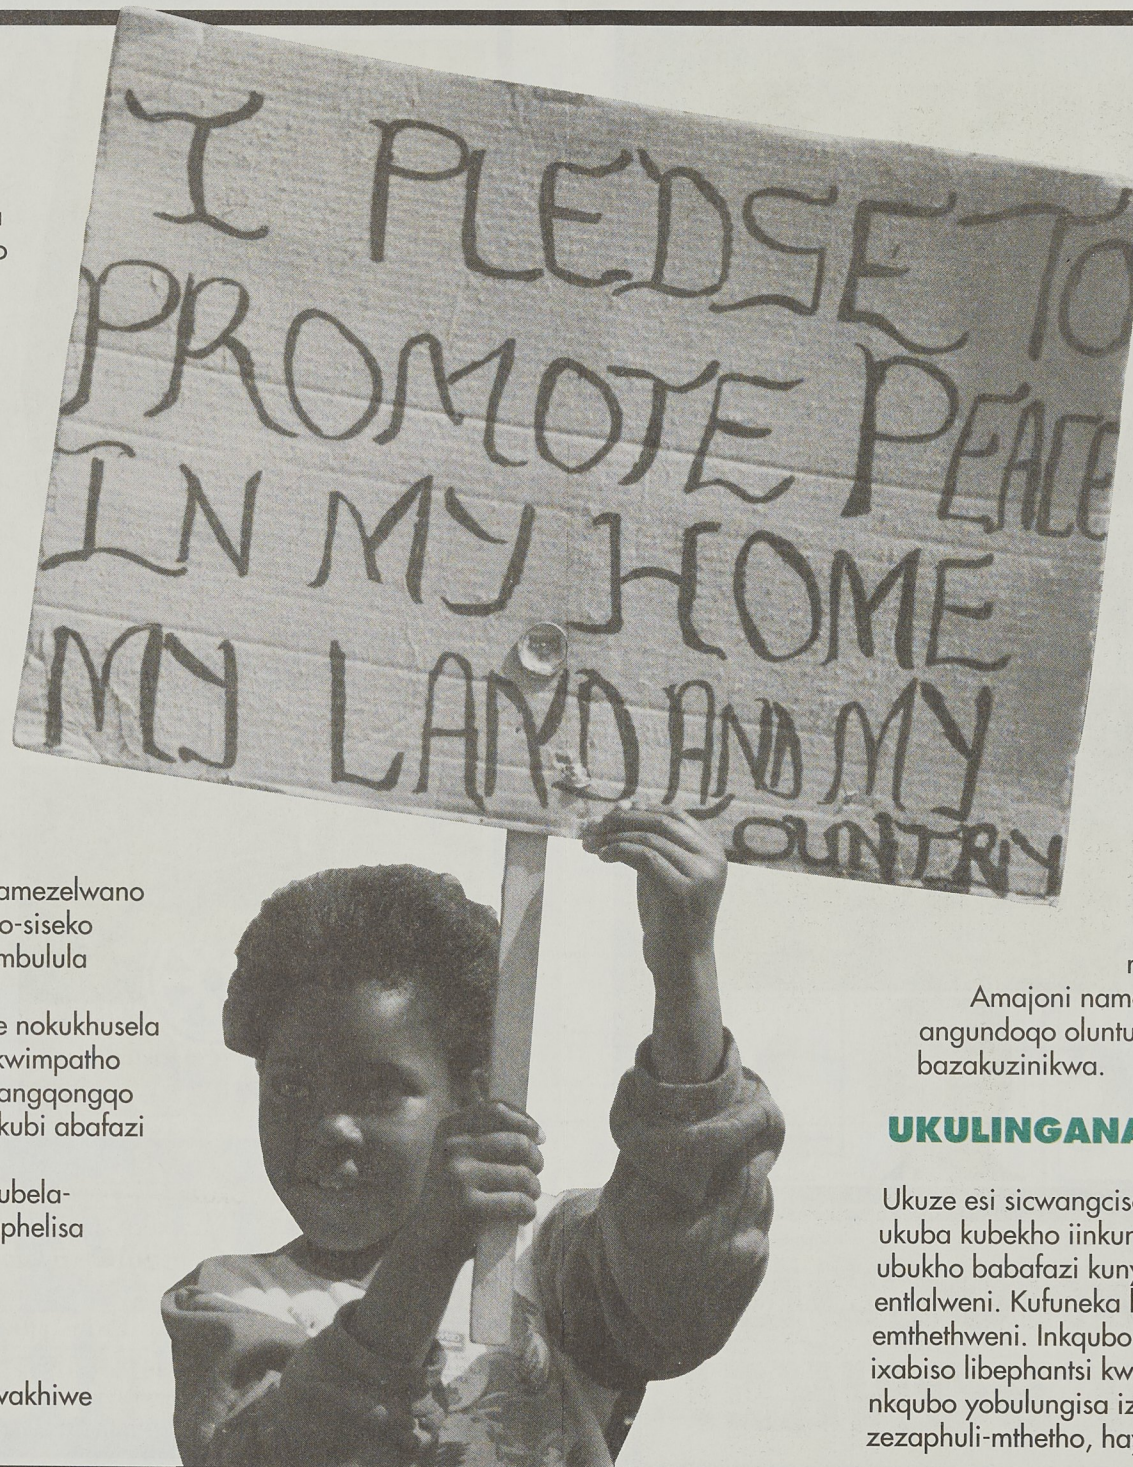 I PLEDGE TO
PROMOTE PEACE
IN MY HOME
MY LAND AND MY
COUNTRY
amezelwano
o-siseko
mbulula
e nokukhusela
kwimpatho
angqongqo
kubi abafazi
ubela-
phelisa
vakhiwe
Amajoni nam
angundoqo oluntu
bazakuzinikwa.
UKULINGANA
Ukuze esi sicwangcis
ukuba kubekho iinkun
ubukho babafazi kuny
entlalweni. Kufuneka
emthethweni. Inkqubo
ixabiso libephantsi kw
nkqubo yobulungisa iz
zezaphuli-mthetho, hay